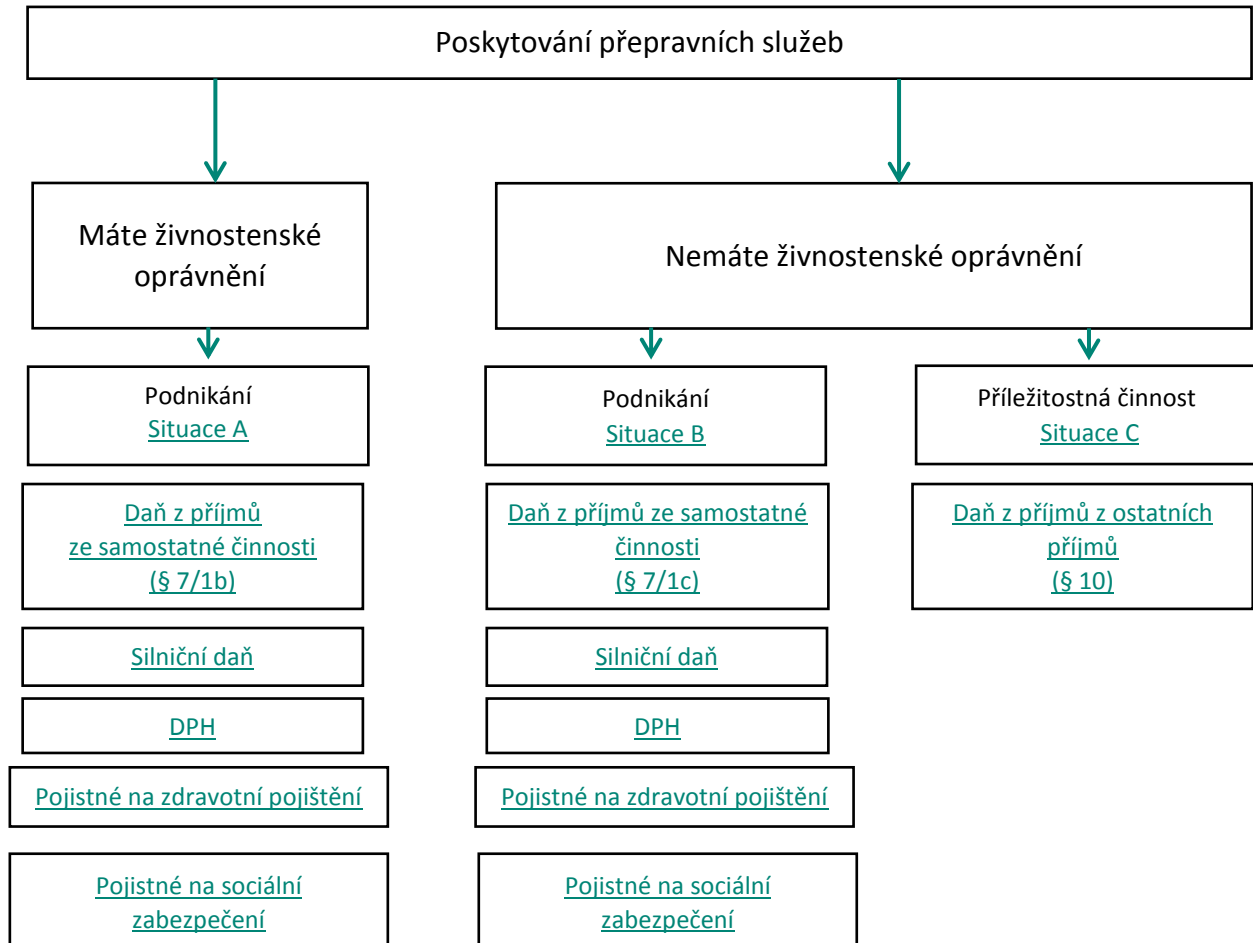 Poskytování přepravních služeb
Máte živnostenské
oprávnění
Nemáte živnostenské oprávnění
Podnikání
Situace A
Podnikání
Situace B
Příležitostná činnost
Situace C
Daň z příjmů
ze samostatné činnosti
(§ 7/1b)
Daň z příjmů ze samostatné
činnosti
(§ 7/1c)
Daň z příjmů z ostatních
příjmů
(§ 10)
Silniční daň
Silniční daň
DPH
DPH
Pojistné na zdravotní pojištění
Pojistné na zdravotní pojištění
Pojistné na sociální
zabezpečení
Pojistné na sociální
zabezpečení